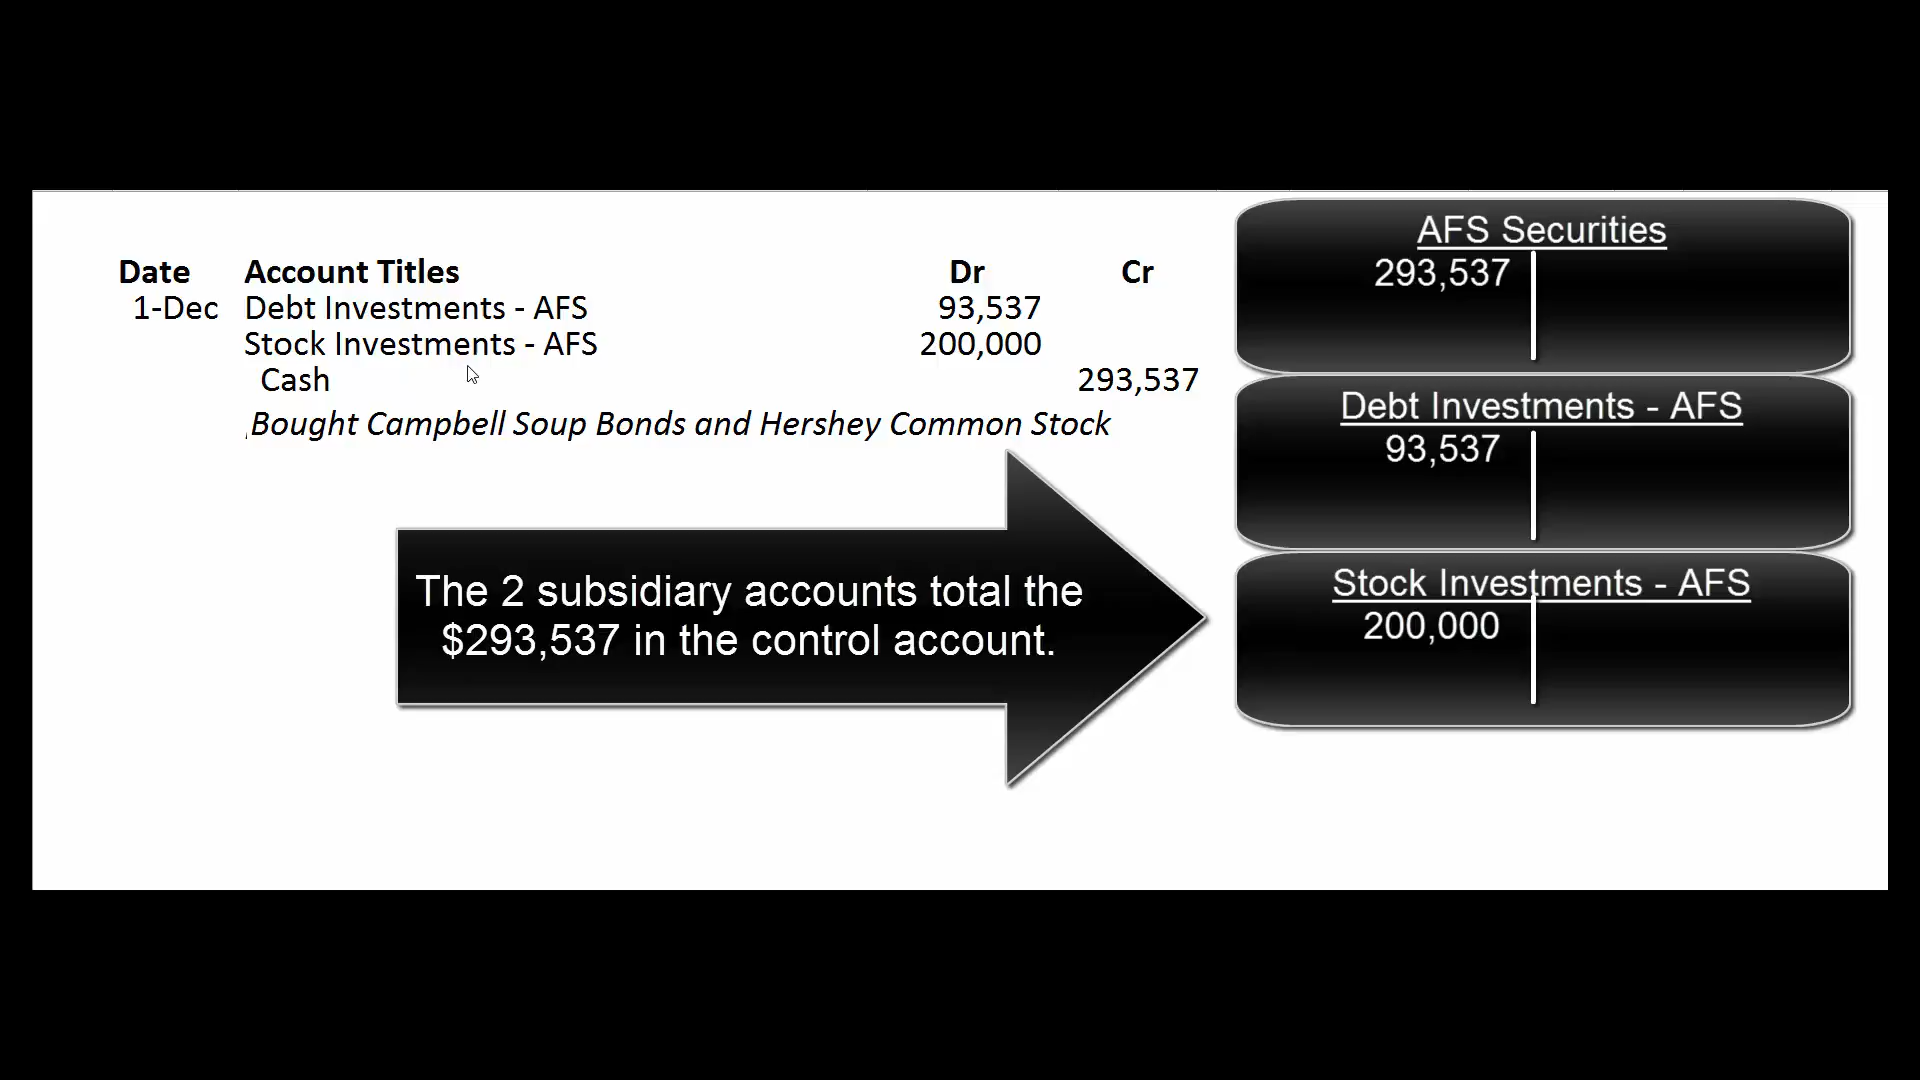 Date Account Titles Dr Cr
1-Dec Debt Investments - AFS 93,537
Stock Investments - AFS 200,000
Cash 293,537
Bought Campbell Soup Bonds and Hershey Common Stock
The 2 subsidiary accounts total the
$293,537 in the control account.
AFS Securities
293,537
Debt Investments - AFS
93,537
Stock Investments - AFS
200,000